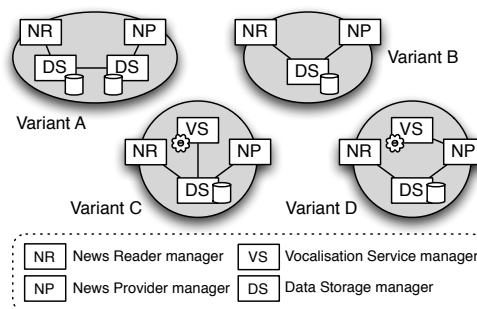 NR NP
DS DS
Variant A
NR NP
DS
Variant B
VS
NR NP
DS
Variant C
VS
NR NP
DS
Variant D
NR News Reader manager
VS Vocalisation Service manager
NP News Provider manager
DS Data Storage manager